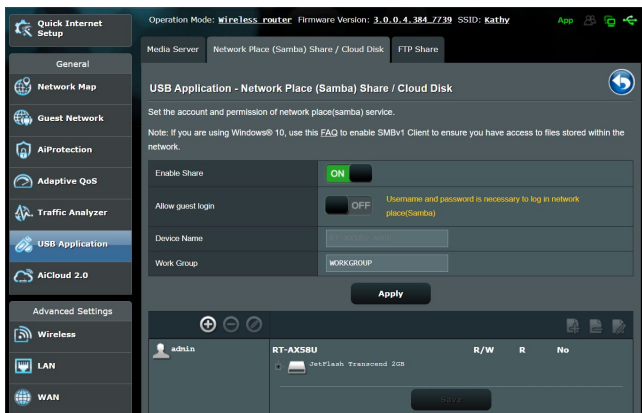 Quick Internet
Setup
Operation Mode: Wireless router Firmware Version: 3.0.0.4.384_7739 SSID: Kathy
App
Media Server
Network Place (Samba) Share / Cloud Disk
FTP Share
General
Network Map
Guest Network
AiProtection
Adaptive QoS
Traffic Analyzer
USB Application
AiCloud 2.0
Advanced Settings
Wireless
LAN
WAN
USB Application - Network Place (Samba) Share / Cloud Disk
Set the account and permission of network place(samba) service.
Note: If you are using Windows® 10, use this FAQ to enable SMBv1 Client to ensure you have access to files stored within the
network.
Enable Share
ON
Allow guest login
OFF
Username and password is necessary to log in network
place(Samba)
Device Name
Work Group
WORKGROUP
Apply
admin
RT-AX58U
R/W
R
No
JetFlash Transcend 2GB
Save